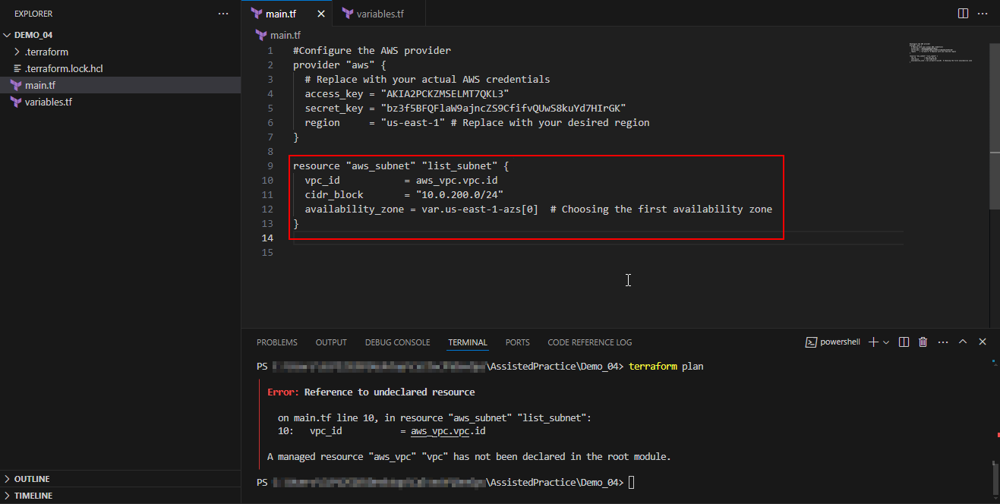 EXPLORER
DEMO_04
.terraform
.terraform.lock.hcl
main.tf
variables.tf
OUTLINE
TIMELINE
main.tf
variables.tf
main.tf
1 #Configure the AWS provider
2 provider "aws" {
3 # Replace with your actual AWS credentials
4 access_key = "AKIA2PCKZMSELMT7QKL3"
5 secret_key = "bz3f5BFQFlaW9ajncZS9CfifvQUwS8kuYd7HIrGK"
6 region = "us-east-1" # Replace with your desired region
7 }
8
9 resource "aws_subnet" "list_subnet" {
10 vpc_id = aws_vpc.vpc.id
11 cidr_block = "10.0.200.0/24"
12 availability_zone = var.us-east-1-azs[0] # Choosing the first availability zone
13 }
14
15
PROBLEMS OUTPUT DEBUG CONSOLE TERMINAL PORTS CODE REFERENCE LOG
powershell
PS \AssistedPractice\Demo_04> terraform plan
Error: Reference to undeclared resource
on main.tf line 10, in resource "aws_subnet" "list_subnet":
10: vpc_id = aws_vpc.vpc.id
A managed resource "aws_vpc" "vpc" has not been declared in the root module.
PS \AssistedPractice\Demo_04>